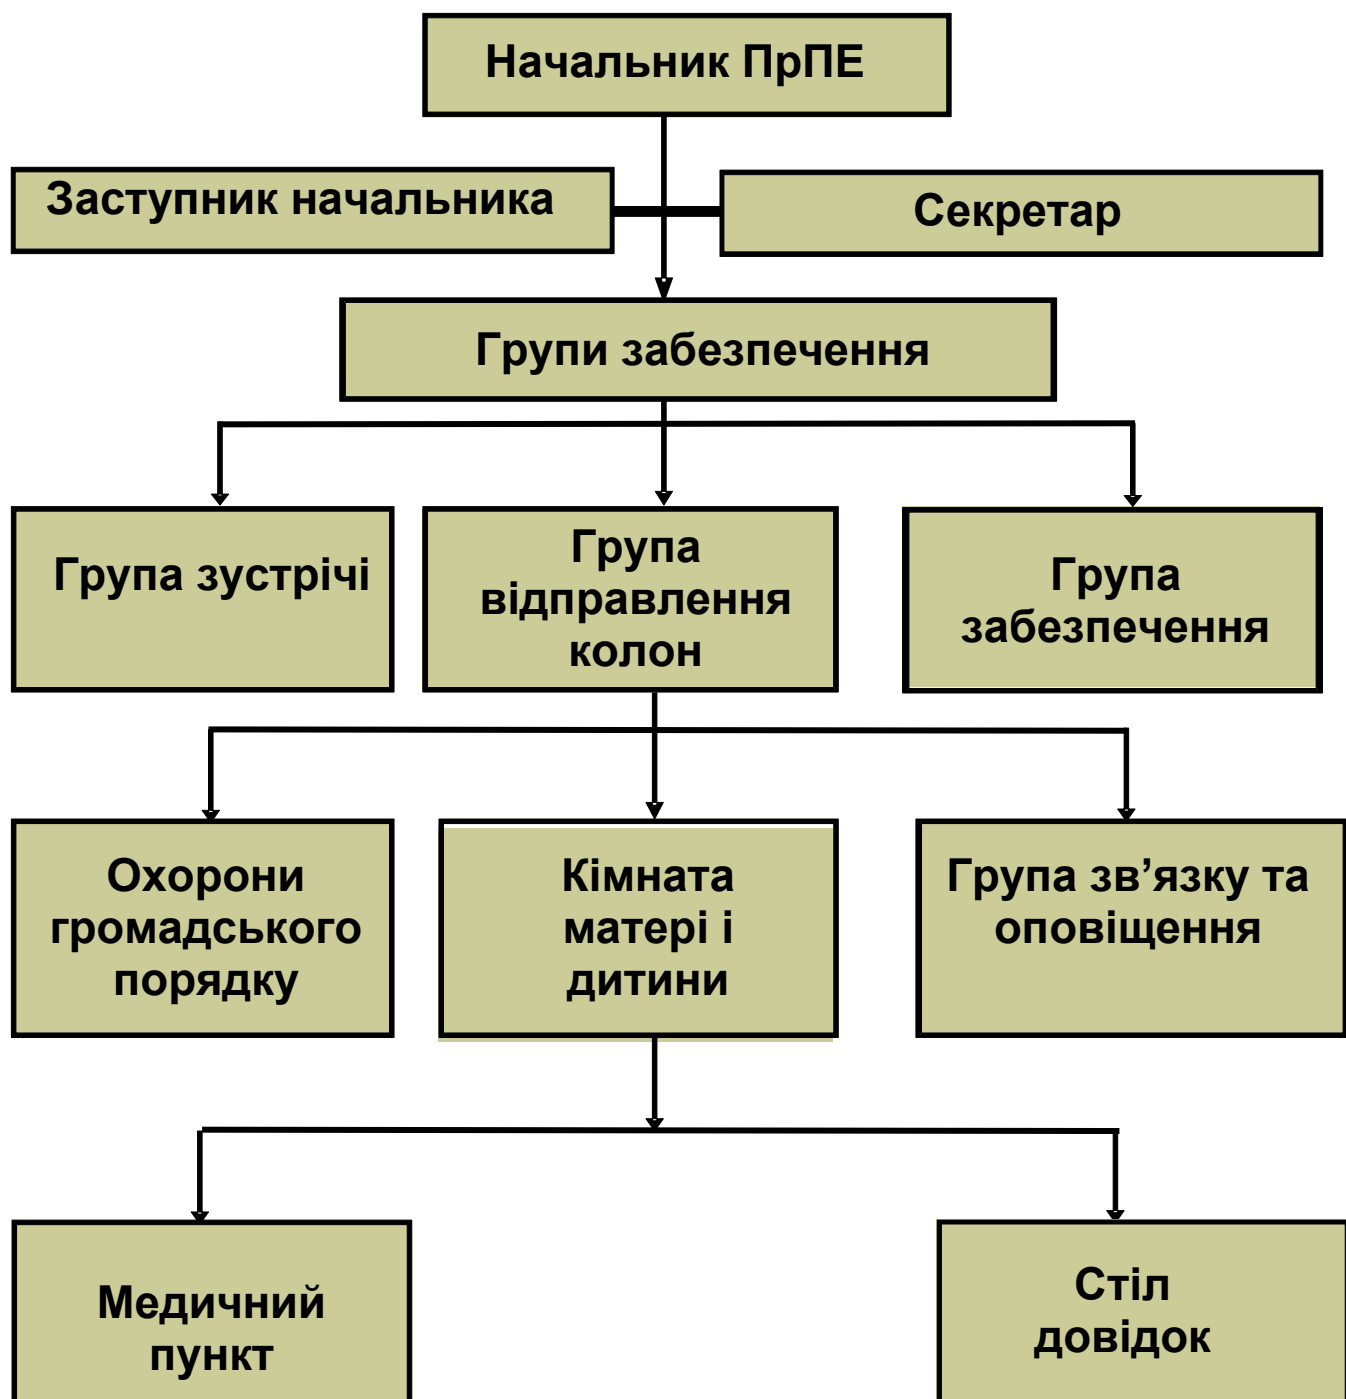 Начальник ПрПЕ
Заступник начальника
Секретар
Групи забезпечення
Група зустрічі
Група
відправлення
колон
Група
забезпечення
Охорони
громадського
порядку
Кімната
матері і
дитини
Група зв’язку та
оповіщення
Медичний
пункт
Стіл
довідок